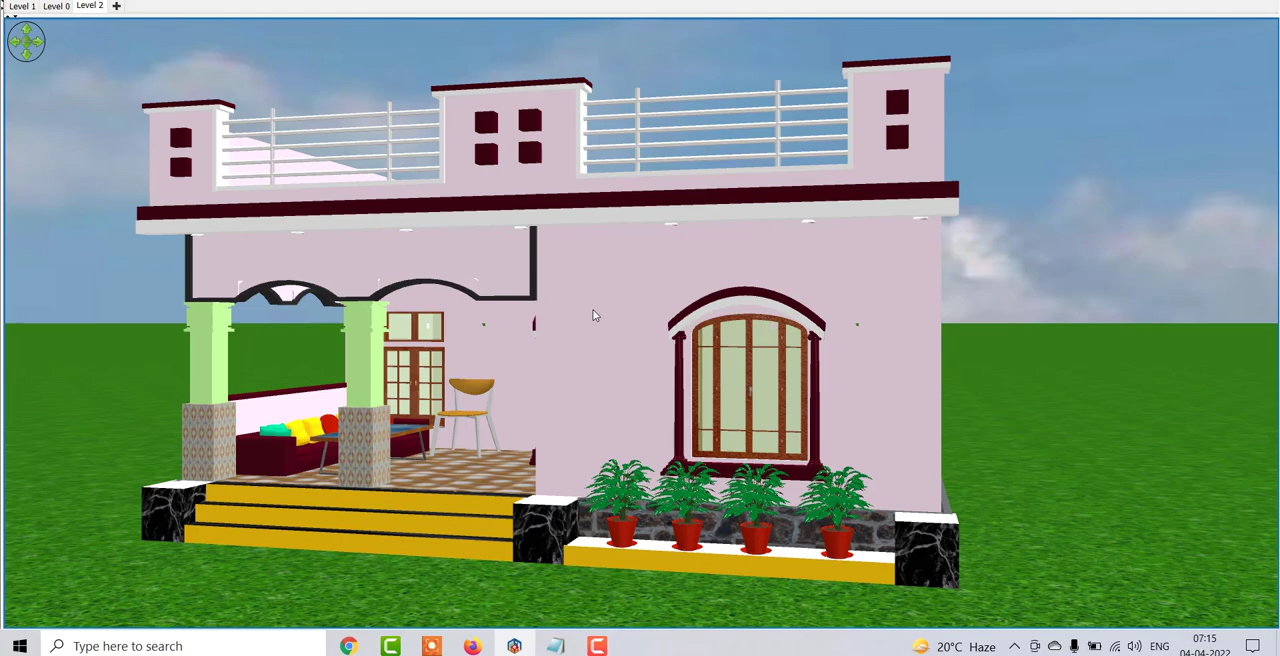 Level 1 Level 0 Level 2
Type here to search
20°C Haze
ENG
07:15
04-04-2022